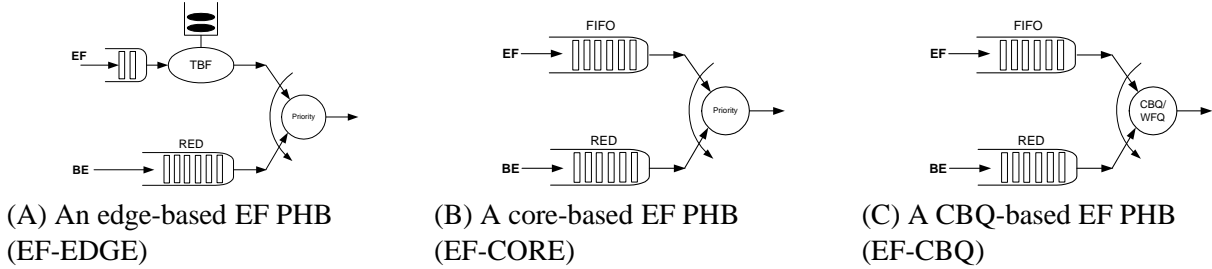 EF
TBF
Priority
RED
BE
(A) An edge-based EF PHB
(EF-EDGE)
FIFO
EF
Priority
RED
BE
(B) A core-based EF PHB
(EF-CORE)
FIFO
EF
CBQ/
WFQ
RED
BE
(C) A CBQ-based EF PHB
(EF-CBQ)